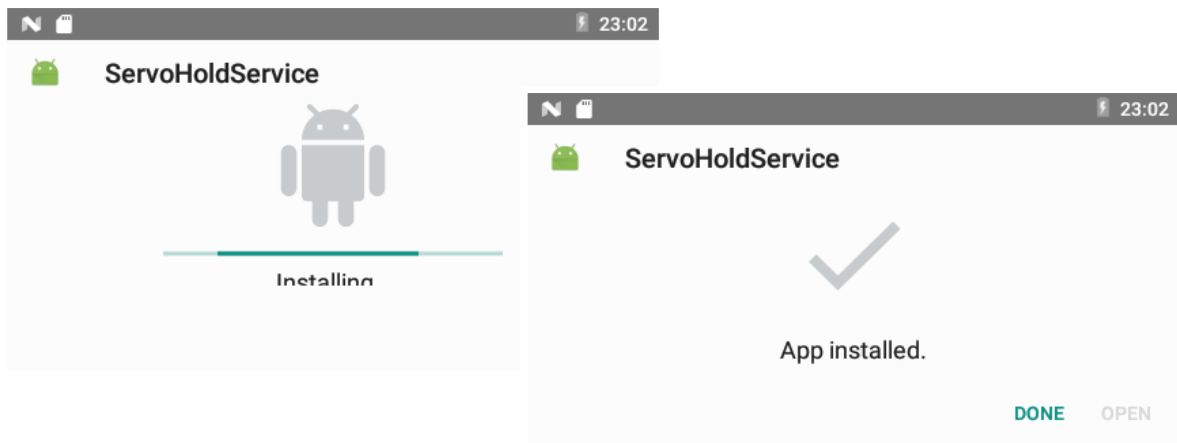 23:02
ServoHoldService
Installing
23:02
ServoHoldService
App installed.
DONE OPEN